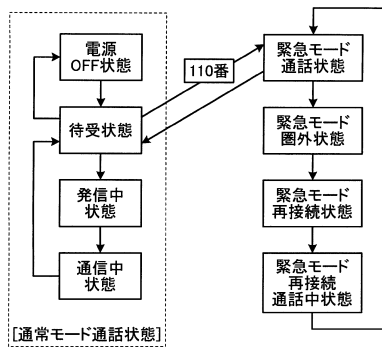 電源
OFF状態
待受状態
発信中
状態
通信中
状態
[通常モード通話状態]
110番
緊急モード
通話状態
緊急モード
圏外状態
緊急モード
再接続状態
緊急モード
再接続
通話中状態